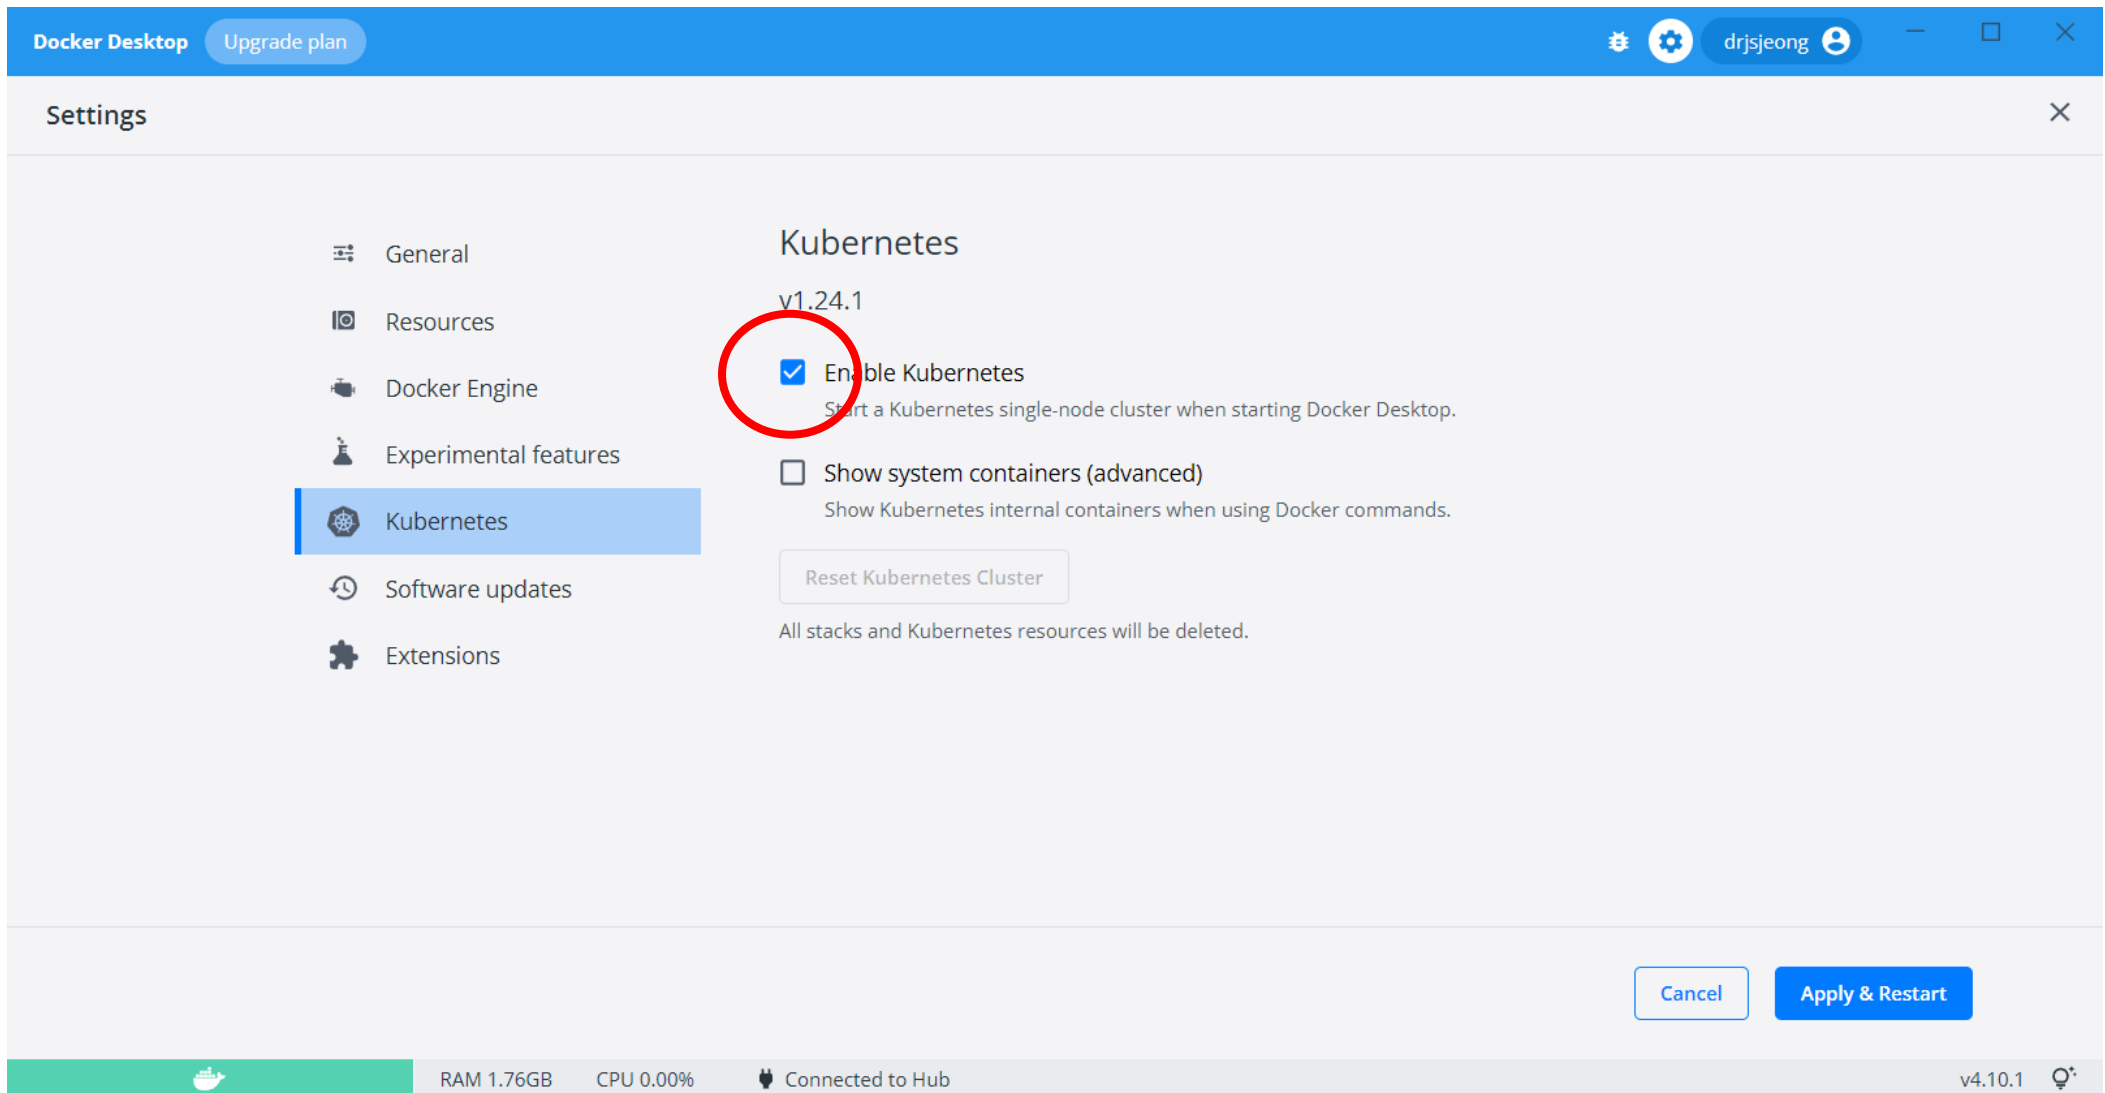 Docker Desktop Upgrade plan drjsjeong
Settings
General
Resources
Docker Engine
Experimental features
Kubernetes
Software updates
Extensions
Kubernetes
v1.24.1
Enable Kubernetes
Start a Kubernetes single-node cluster when starting Docker Desktop.
Show system containers (advanced)
Show Kubernetes internal containers when using Docker commands.
Reset Kubernetes Cluster
All stacks and Kubernetes resources will be deleted.
Cancel Apply & Restart
RAM 1.76GB CPU 0.00% Connected to Hub v4.10.1